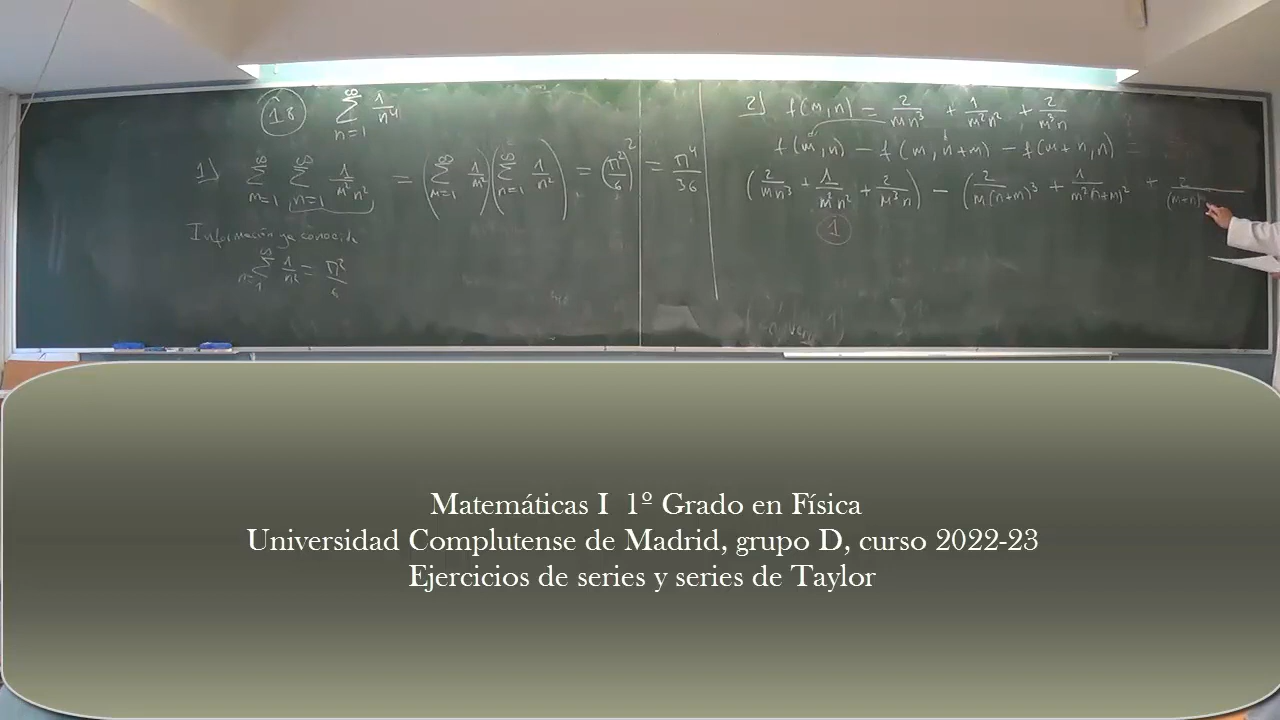 18 ∑_{n=1}^{∞} 1/n⁴
1) ∑_{m=1}^{∞} ∑_{n=1}^{∞} 1/(m² n²) = (∑_{m=1}^{∞} 1/m²)(∑_{n=1}^{∞} 1/n²) = (π²/6)² = π⁴/36
Información ya conocida
∑_{n=1}^{∞} 1/n² = π²/6
2) f(m,n) = 2/(mn³) + 1/(m²n²) + 2/(m³n)
f(m,n) − f(m,n+m) − f(m+n,n) =
(2/(mn³) + 1/(m²n²) + 2/(m³n)) − (2/(m(n+m)³) + 1/(m²(n+m)²) + 2/
1
Matemáticas I 1º Grado en Física
Universidad Complutense de Madrid, grupo D, curso 2022-23
Ejercicios de series y series de Taylor